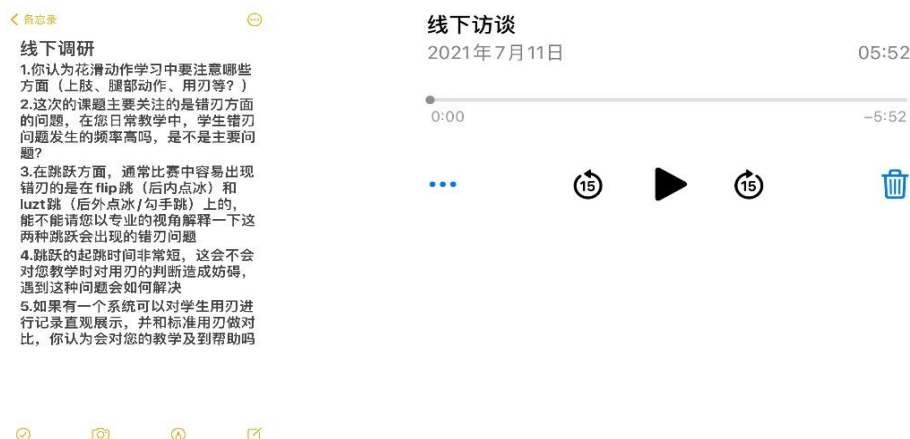 备忘录
线下调研
1.你认为花滑动作学习中要注意哪些
方面（上肢、腿部动作、用刃等？）
2.这次的课题主要关注的是错刃方面
的问题，在您日常教学中，学生错刃
问题发生的频率高吗，是不是主要问
题？
3.在跳跃方面，通常比赛中容易出现
错刃的是在flip跳（后内点冰）和
luzt跳（后外点冰/勾手跳）上的，
能不能请您以专业的视角解释一下这
两种跳跃会出现的错刃问题
4.跳跃的起跳时间非常短，这会不会
对您教学时对用刃的判断造成妨碍，
遇到这种问题会如何解决
5.如果有一个系统可以对学生用刃进
行记录直观展示，并和标准用刃做对
比，你认为会对您的教学及到帮助吗
线下访谈
2021年7月11日
05:52
0:00
-5:52
15
15